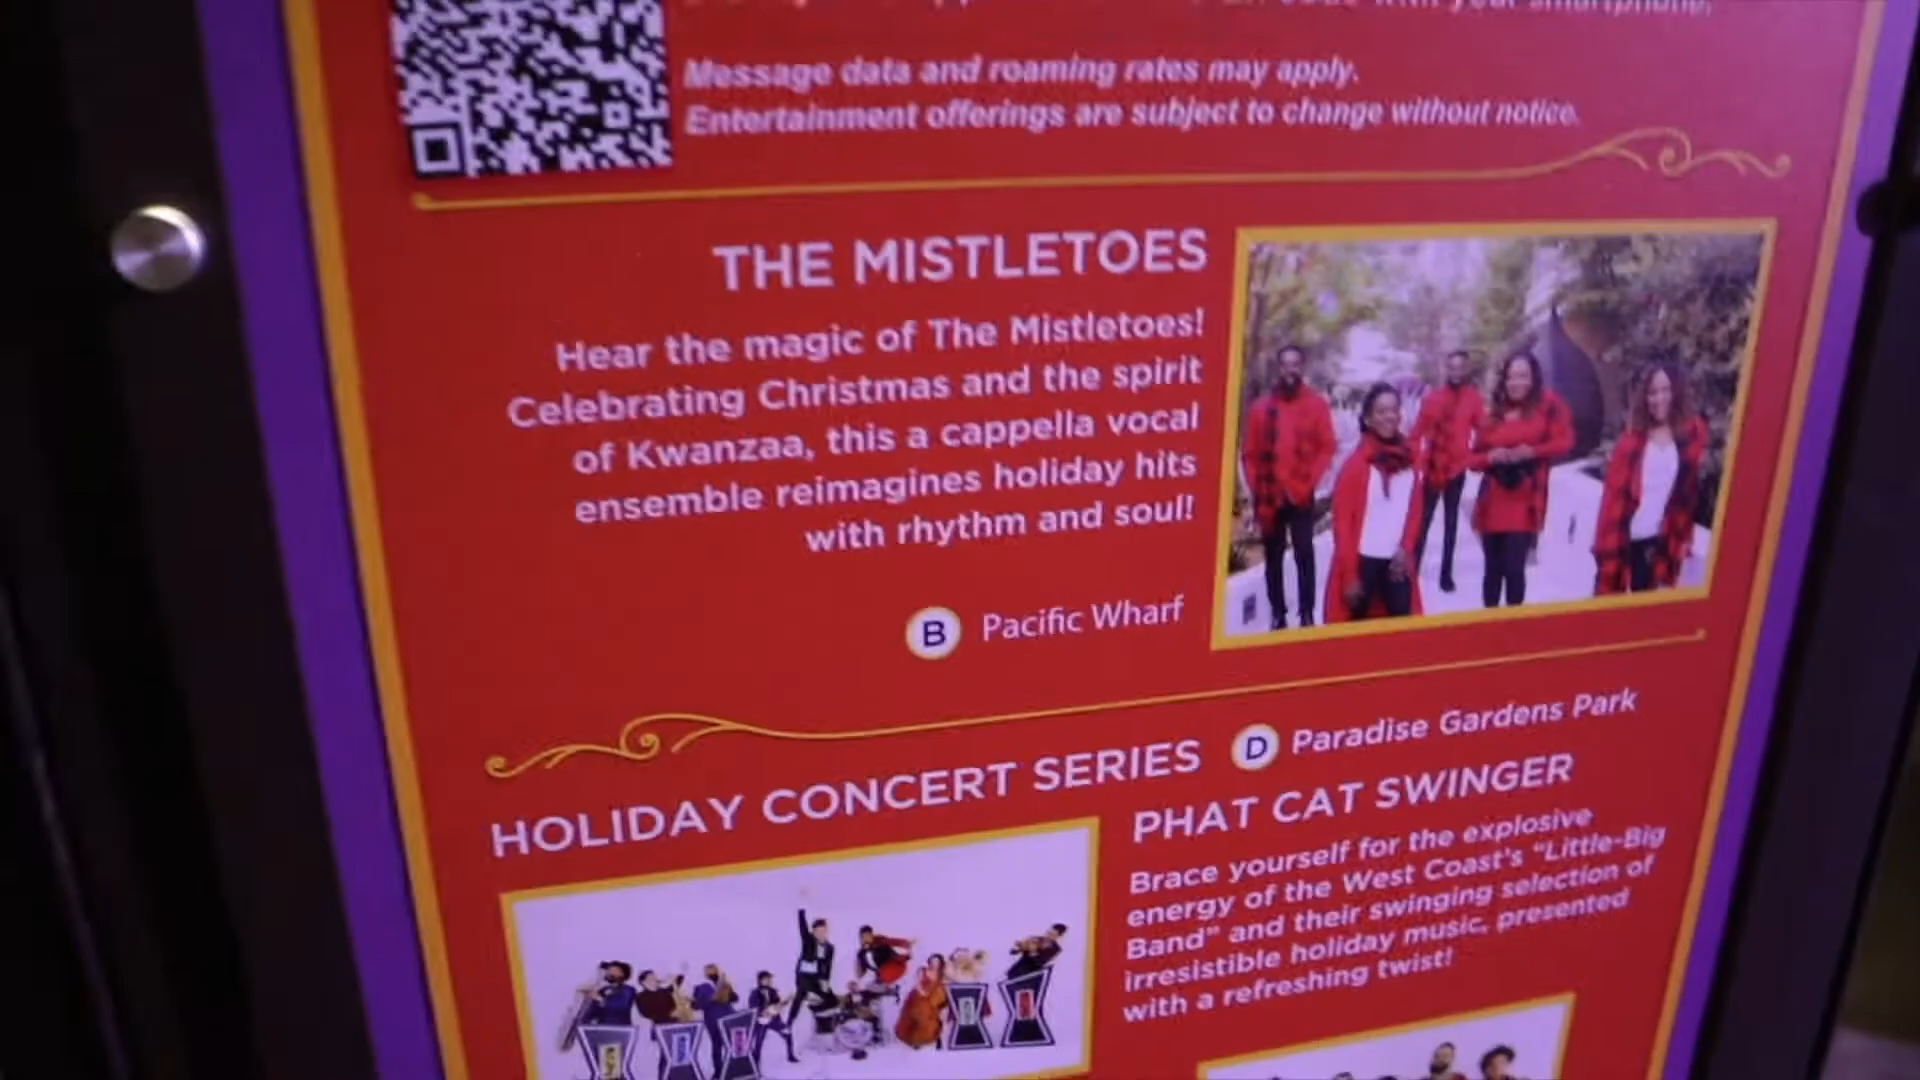 Message data and roaming rates may apply.
Entertainment offerings are subject to change without notice.
THE MISTLETOES
Hear the magic of The Mistletoes!
Celebrating Christmas and the spirit
of Kwanzaa, this a cappella vocal
ensemble reimagines holiday hits
with rhythm and soul!
B Pacific Wharf
HOLIDAY CONCERT SERIES
D Paradise Gardens Park
PHAT CAT SWINGER
Brace yourself for the explosive
energy of the West Coast's "Little-Big
Band" and their swinging selection of
irresistible holiday music, presented
with a refreshing twist!